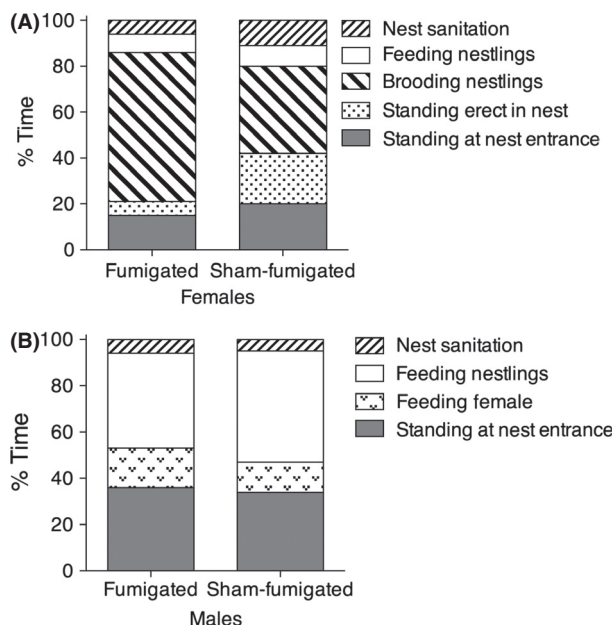 (A)
100
80
60
40
20
0
% Time
Fumigated Sham-fumigated
Females
Nest sanitation
Feeding nestlings
Brooding nestlings
Standing erect in nest
Standing at nest entrance
(B)
100
80
60
40
20
0
% Time
Fumigated Sham-fumigated
Males
Nest sanitation
Feeding nestlings
Feeding female
Standing at nest entrance